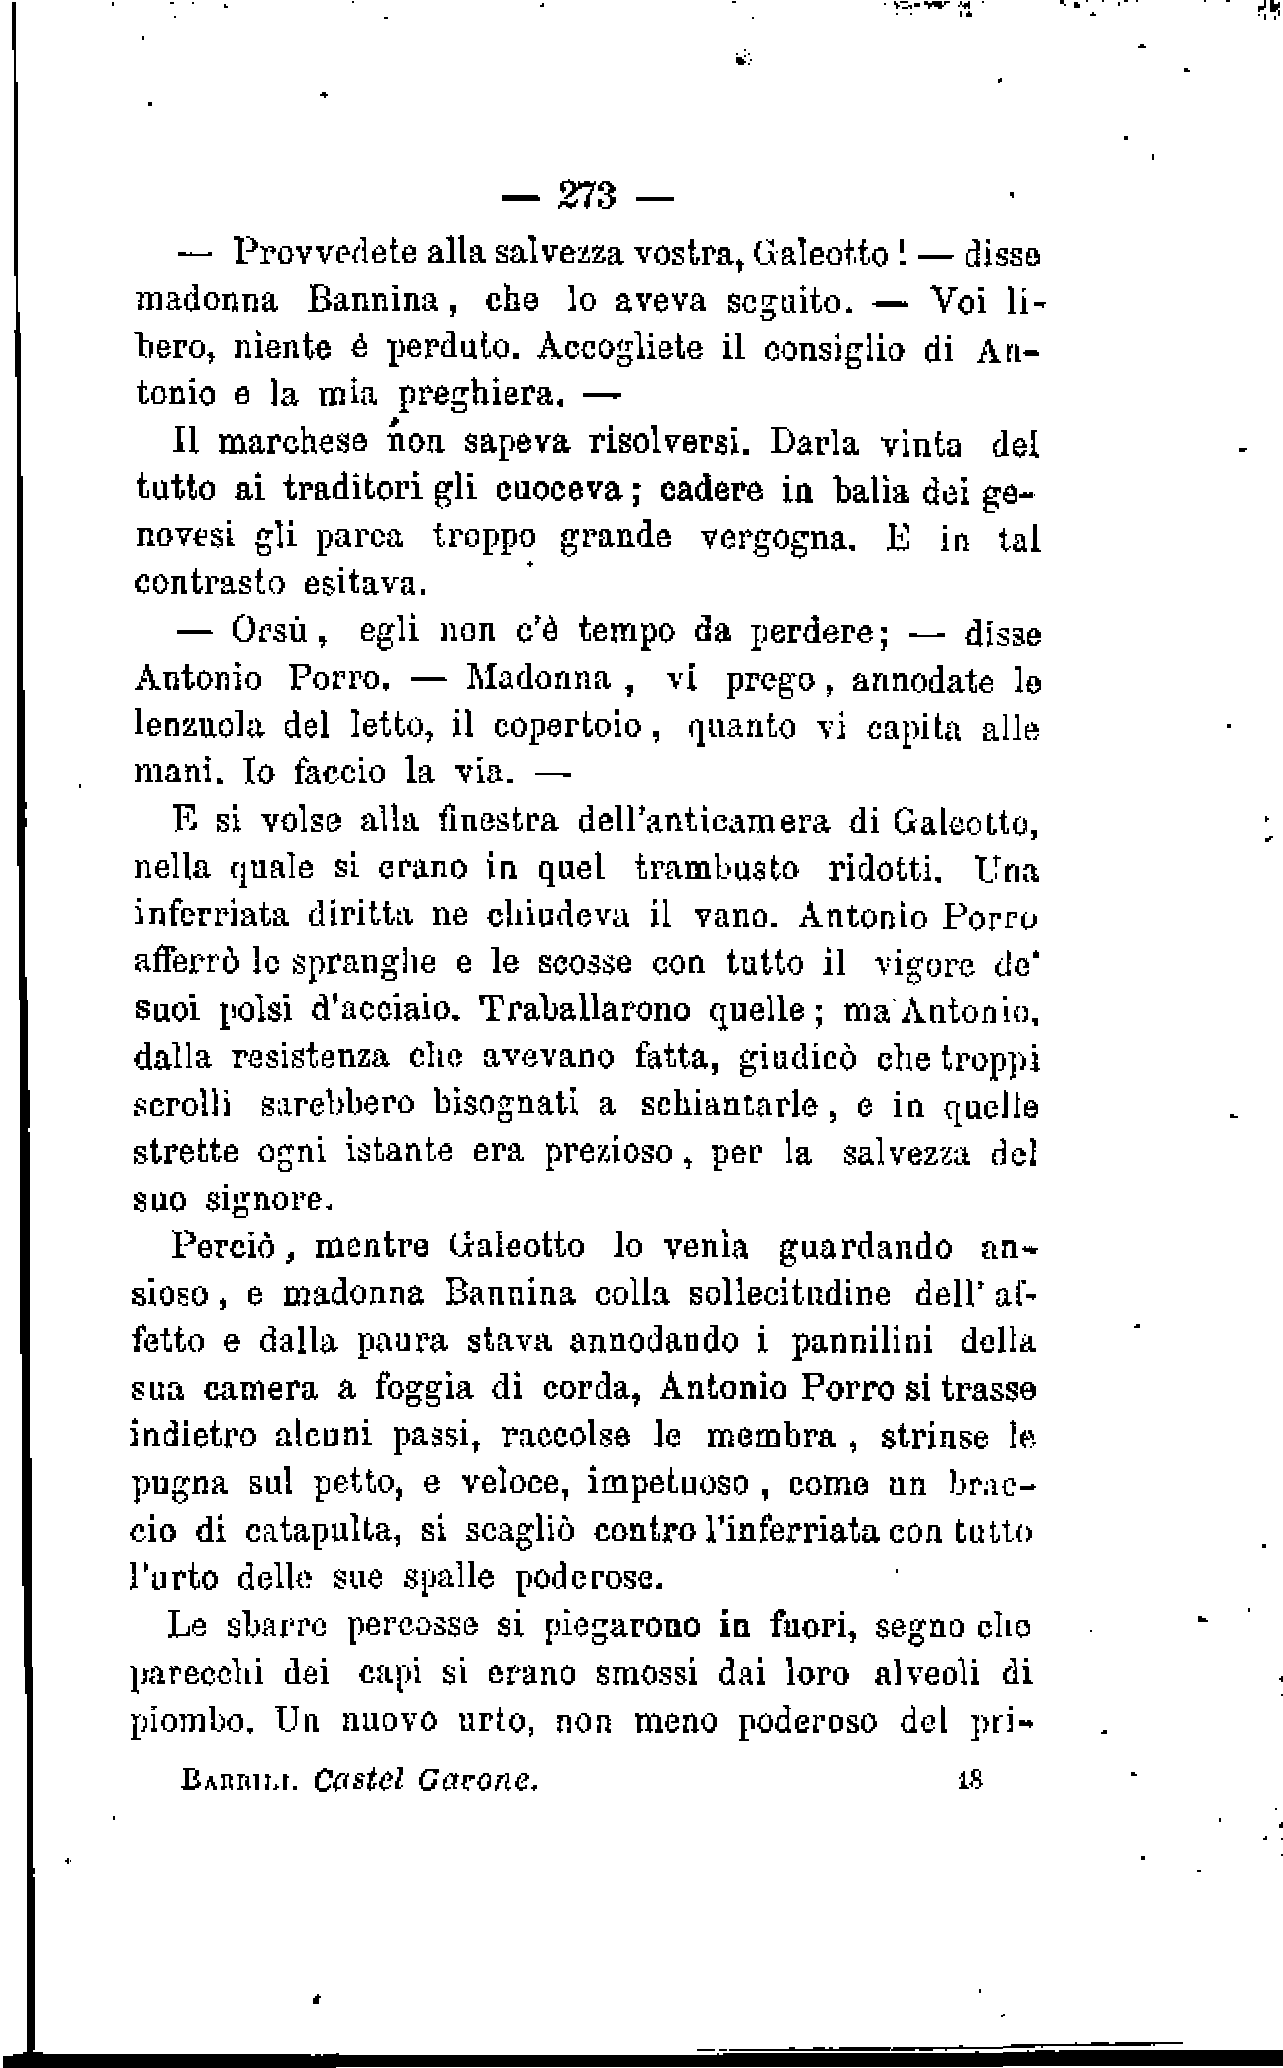 — 273 —
— Provvedete alla salvezza vostra, Galeotto ! — disse
madonna Bannina, che lo aveva seguito. — Voi li-
bero, niente è perduto. Accogliete il consiglio di An-
tonio e la mia preghiera. —
Il marchese non sapeva risolversi. Darla vinta del
tutto ai traditori gli cuoceva ; cadere in balìa dei ge-
novesi gli parea troppo grande vergogna. E in tal
contrasto esitava.
— Orsù, egli non c'è tempo da perdere; — disse
Antonio Porro. — Madonna, vi prego, annodate le
lenzuola del letto, il copertoio, quanto vi capita alle
mani. Io faccio la via. —
E si volse alla finestra dell'anticamera di Galeotto,
nella quale si erano in quel trambusto ridotti. Una
inferriata diritta ne chiudeva il vano. Antonio Porro
afferrò le spranghe e le scosse con tutto il vigore de'
suoi polsi d'acciaio. Traballarono quelle ; ma Antonio,
dalla resistenza che avevano fatta, giudicò che troppi
scrolli sarebbero bisognati a schiantarle, e in quelle
strette ogni istante era prezioso, per la salvezza del
suo signore.
Perciò, mentre Galeotto lo venìa guardando an-
sioso, e madonna Bannina colla sollecitudine dell' af-
fetto e dalla paura stava annodando i pannilini della
sua camera a foggia di corda, Antonio Porro si trasse
indietro alcuni passi, raccolse le membra, strinse le
pugna sul petto, e veloce, impetuoso, come un brac-
cio di catapulta, si scagliò contro l'inferriata con tutto
l'urto delle sue spalle poderose.
Le sbarre percosse si piegarono in fuori, segno che
parecchi dei capi si erano smossi dai loro alveoli di
piombo. Un nuovo urto, non meno poderoso del pri-
BARRILI. Castel Gavone. 18